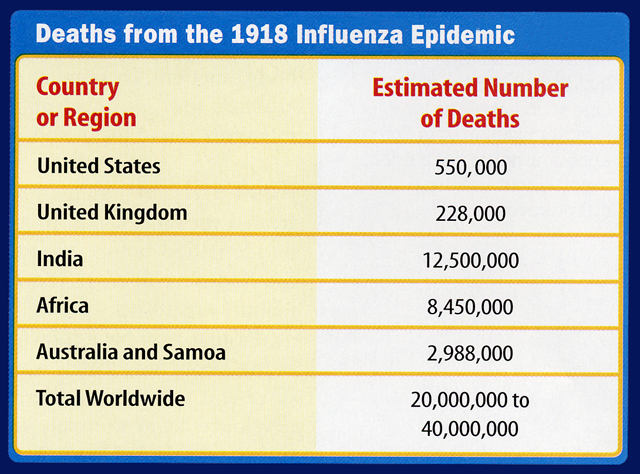 Deaths from the 1918 Influenza Epidemic
Country
or Region
Estimated Number
of Deaths
United States 550,000
United Kingdom 228,000
India 12,500,000
Africa 8,450,000
Australia and Samoa 2,988,000
Total Worldwide 20,000,000 to
40,000,000